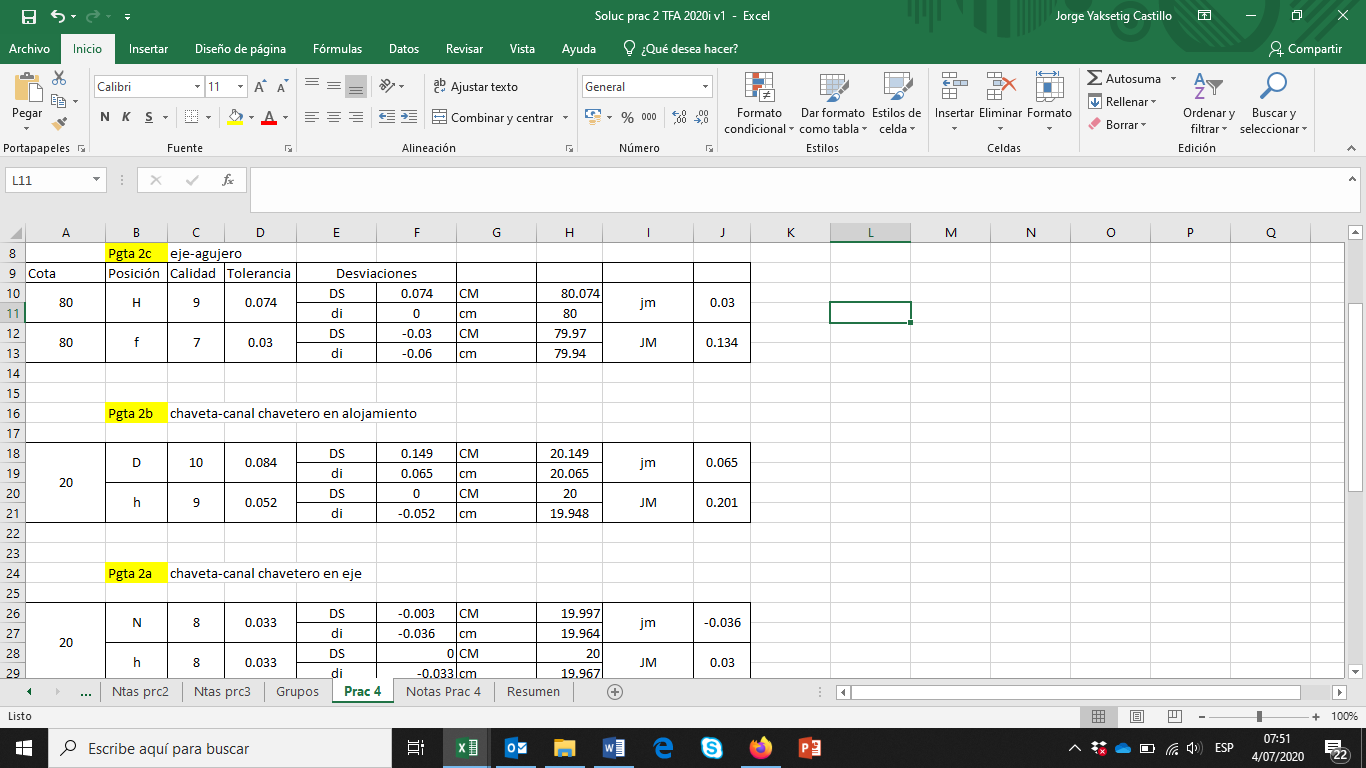 Soluc prac 2 TFA 2020i v1 - Excel
Jorge Yaksetig Castillo
Archivo Inicio Insertar Diseño de página Fórmulas Datos Revisar Vista Ayuda ¿Qué desea hacer? Compartir
Pegar
Calibri 11
N K S
Ajustar texto
Combinar y centrar
General
% 000
Formato condicional
Dar formato como tabla
Estilos de celda
Insertar Eliminar Formato
Autosuma
Rellenar
Borrar
Ordenar y filtrar
Buscar y seleccionar
Portapapeles Fuente Alineación Número Estilos Celdas Edición
L11 fx
A B C D E F G H I J K L M N O P Q
8 Pgta 2c eje-agujero
9 Cota Posición Calidad Tolerancia Desviaciones
10 80 H 9 0.074 DS 0.074 CM 80.074 jm 0.03
11 di 0 cm 80
12 80 f 7 0.03 DS -0.03 CM 79.97 JM 0.134
13 di -0.06 cm 79.94
14
15
16 Pgta 2b chaveta-canal chavetero en alojamiento
17
18 20 D 10 0.084 DS 0.149 CM 20.149 jm 0.065
19 di 0.065 cm 20.065
20 h 9 0.052 DS 0 CM 20 JM 0.201
21 di -0.052 cm 19.948
22
23
24 Pgta 2a chaveta-canal chavetero en eje
25
26 20 N 8 0.033 DS -0.003 CM 19.997 jm -0.036
27 di -0.036 cm 19.964
28 h 8 0.033 DS 0 CM 20 JM 0.03
29 di -0.033 cm 19.967
... Ntas prc2 Ntas prc3 Grupos Prac 4 Notas Prac 4 Resumen
Listo 100%
Escribe aquí para buscar
ESP
07:51
4/07/2020
22